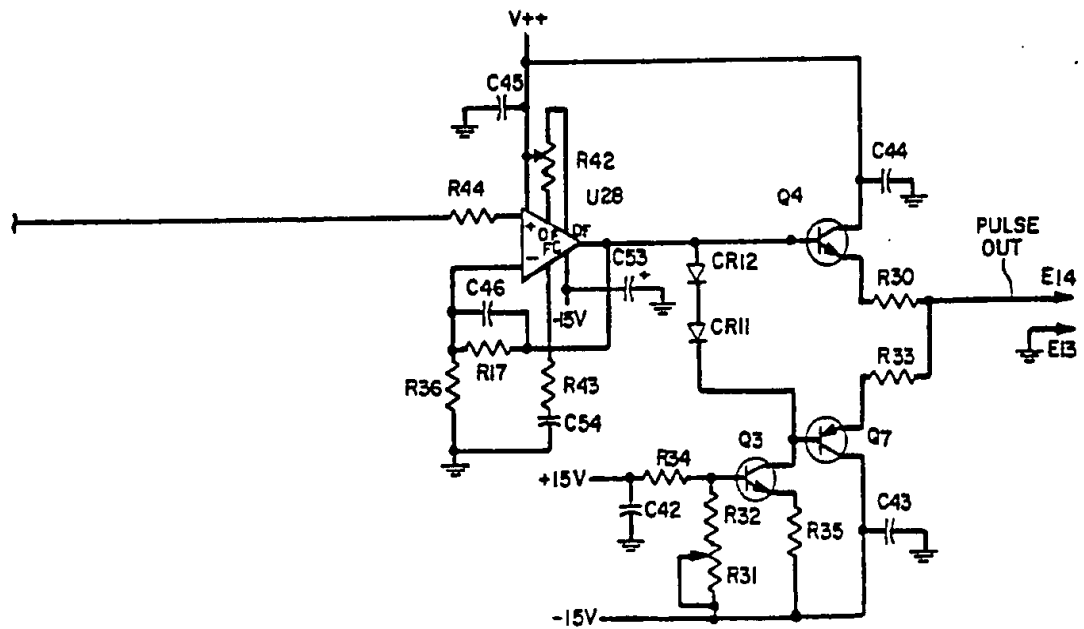 V++
C45
R42
U28
R44
+
OF
OF
FC
−
C53
+
-15V
C46
R17
R36
R43
C54
C44
Q4
PULSE
OUT
CR12
R30
E14
CR11
E13
R33
Q3
Q7
R34
+15V
C42
R32
R35
C43
R31
-15V